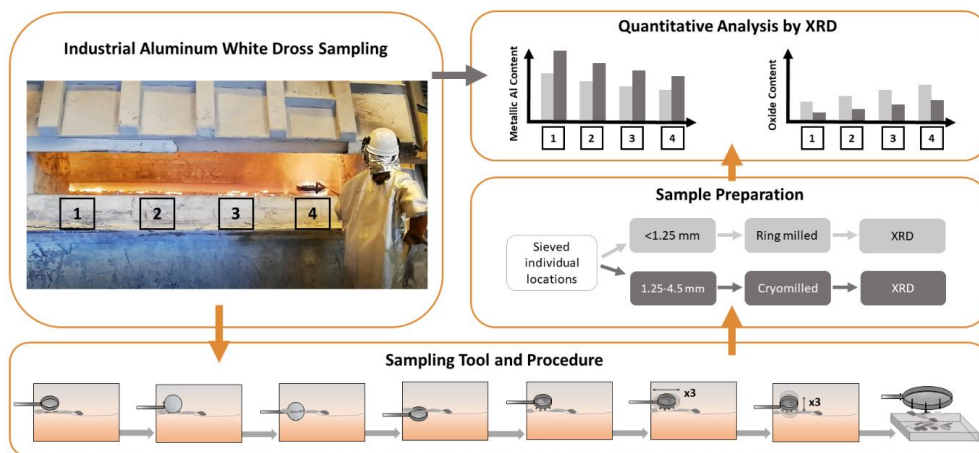 Industrial Aluminum White Dross Sampling
1
2
3
4
Quantitative Analysis by XRD
Metallic Al Content
1
2
3
4
Oxide Content
1
2
3
4
Sample Preparation
Sieved
individual
locations
<1.25 mm
Ring milled
XRD
1.25-4.5 mm
Cryomilled
XRD
Sampling Tool and Procedure
x3
x3